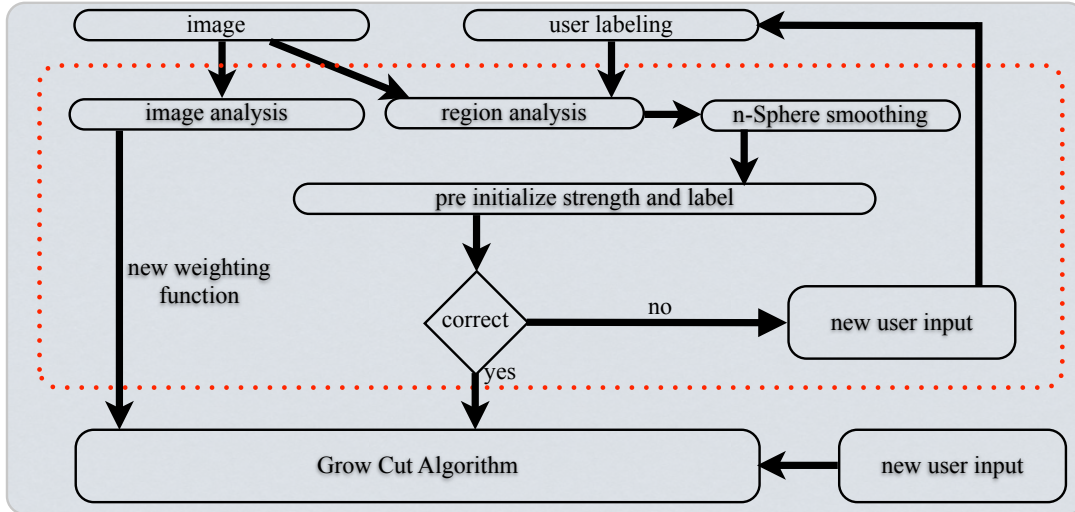 image
user labeling
image analysis
region analysis
n-Sphere smoothing
pre initialize strength and label
new weighting
function
correct
no
new user input
yes
Grow Cut Algorithm
new user input